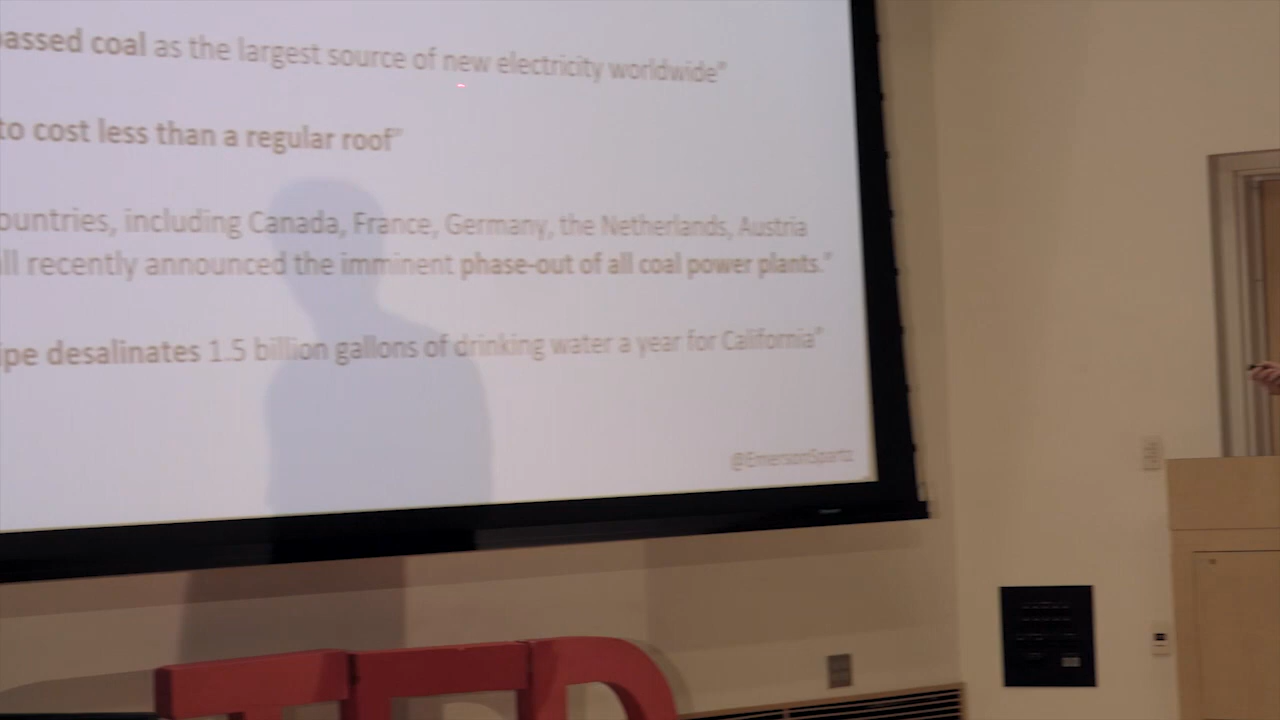 passed coal as the largest source of new electricity worldwide"
to cost less than a regular roof"
ountries, including Canada, France, Germany, the Netherlands, Austria
ll recently announced the imminent phase-out of all coal power plants."
ipe desalinates 1.5 billion gallons of drinking water a year for California"
@EmersonSpartz
TED